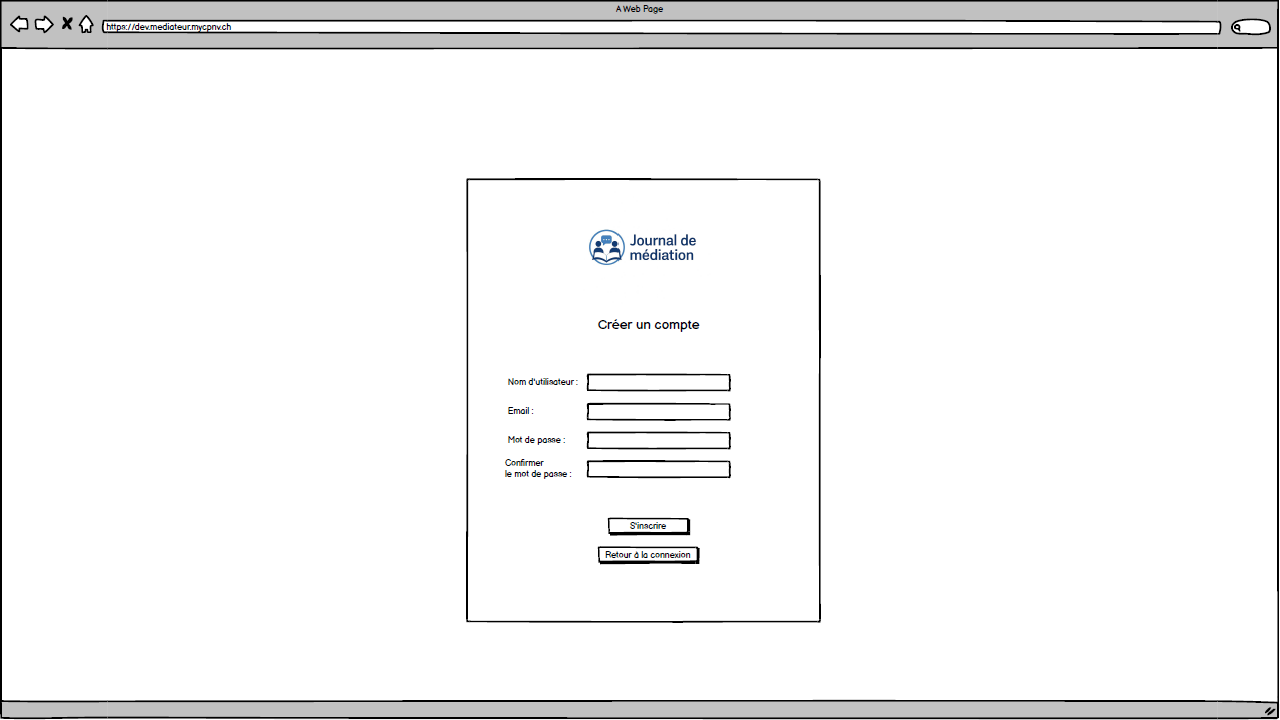 A Web Page
https://dev.mediateur.mycpnv.ch
Journal de
médiation
Créer un compte
Nom d'utilisateur :
Email :
Mot de passe :
Confirmer
le mot de passe :
S'inscrire
Retour à la connexion